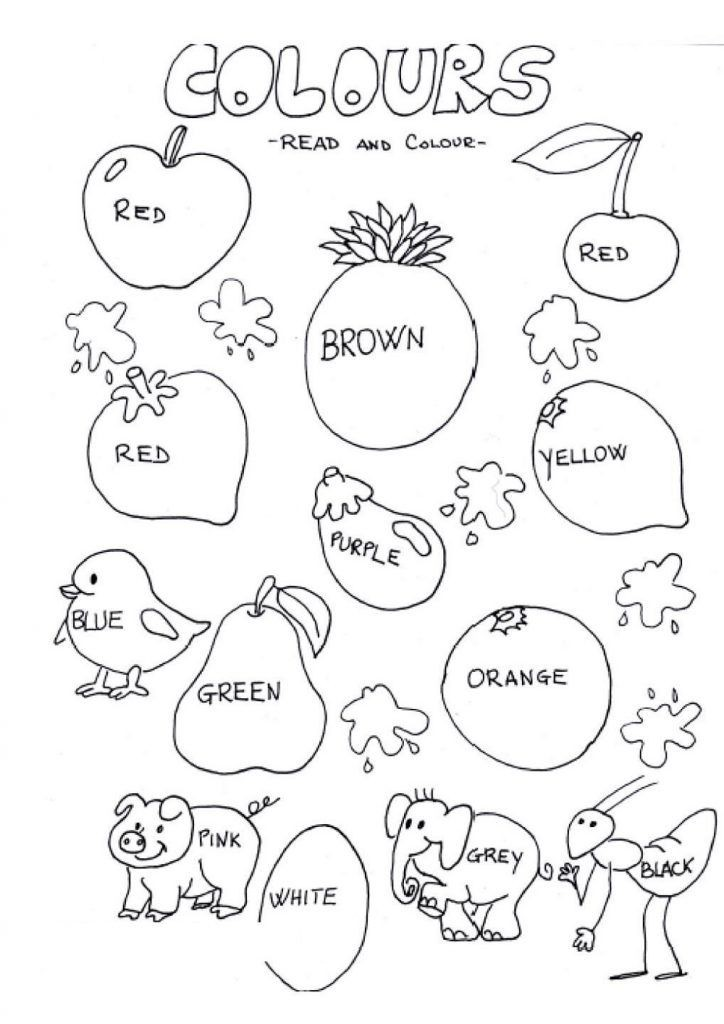 COLOURS
-READ AND COLOUR-
RED
RED
BROWN
RED
YELLOW
PURPLE
BLUE
GREEN
ORANGE
PINK
WHITE
GREY
BLACK